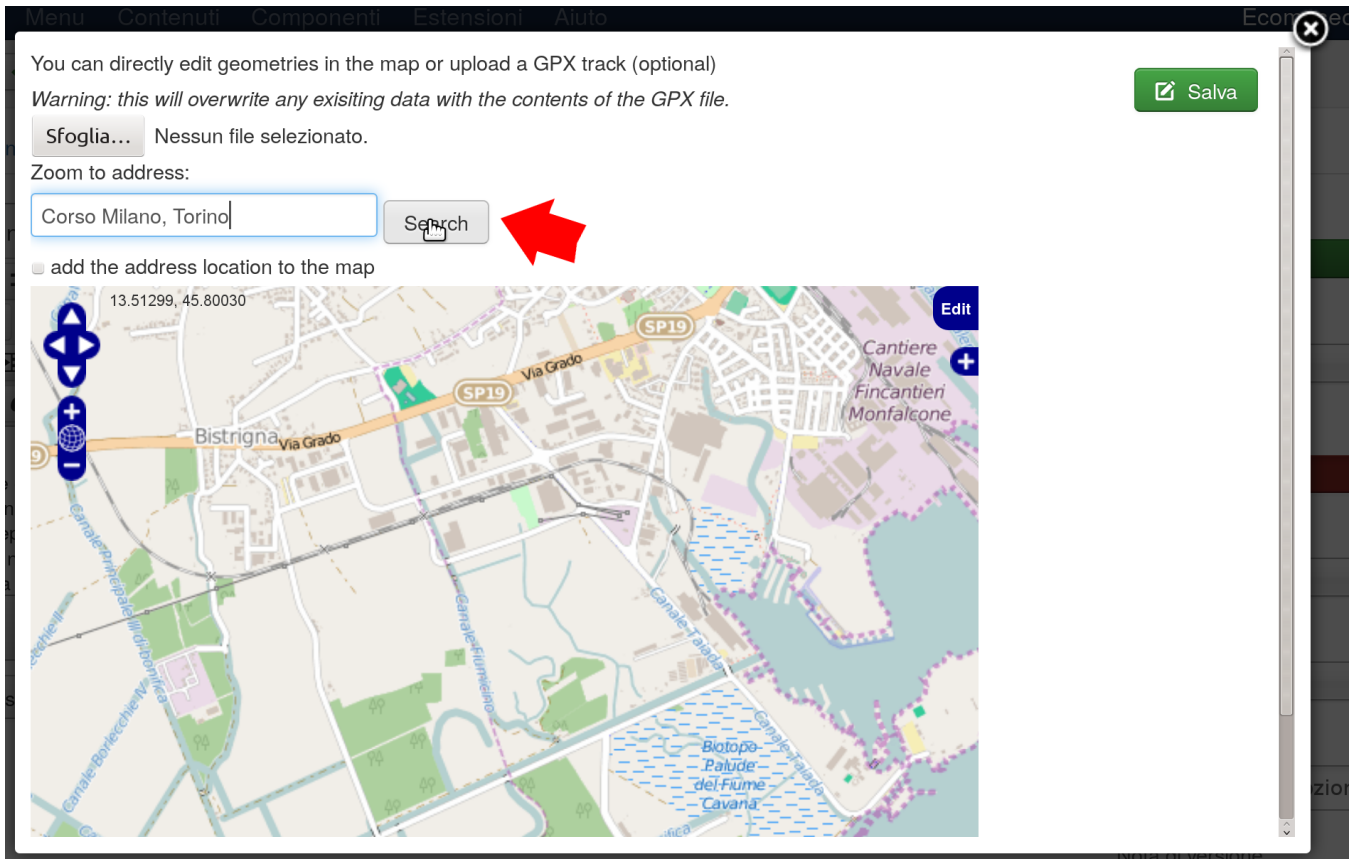 Menu Contenuti Componenti Estensioni Aiuto
You can directly edit geometries in the map or upload a GPX track (optional)
Warning: this will overwrite any exisiting data with the contents of the GPX file.
Salva
Sfoglia... Nessun file selezionato.
Zoom to address:
Corso Milano, Torino
Search
add the address location to the map
13.51299, 45.80030
Edit
SP19
Via Grado
SP19
Cantiere
Navale
Fincantieri
Monfalcone
Bistrigna
Via Grado
Canale Principale III di bonifica
Canale Fiumicino
Canale Taiada
Canale Borlecchie IV
Canale Taiada
Biotopo
Palude
del Fiume
Cavana